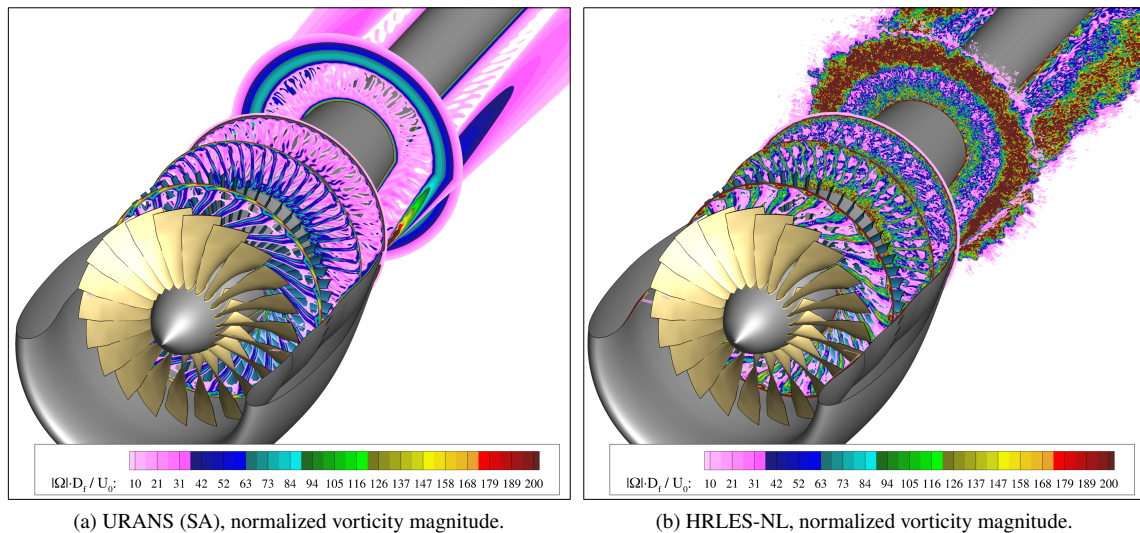 |Ω|·D_f / U_0: 10 21 31 42 52 63 73 84 94 105 116 126 137 147 158 168 179 189 200
|Ω|·D_f / U_0: 10 21 31 42 52 63 73 84 94 105 116 126 137 147 158 168 179 189 200
(a) URANS (SA), normalized vorticity magnitude.
(b) HRLES-NL, normalized vorticity magnitude.